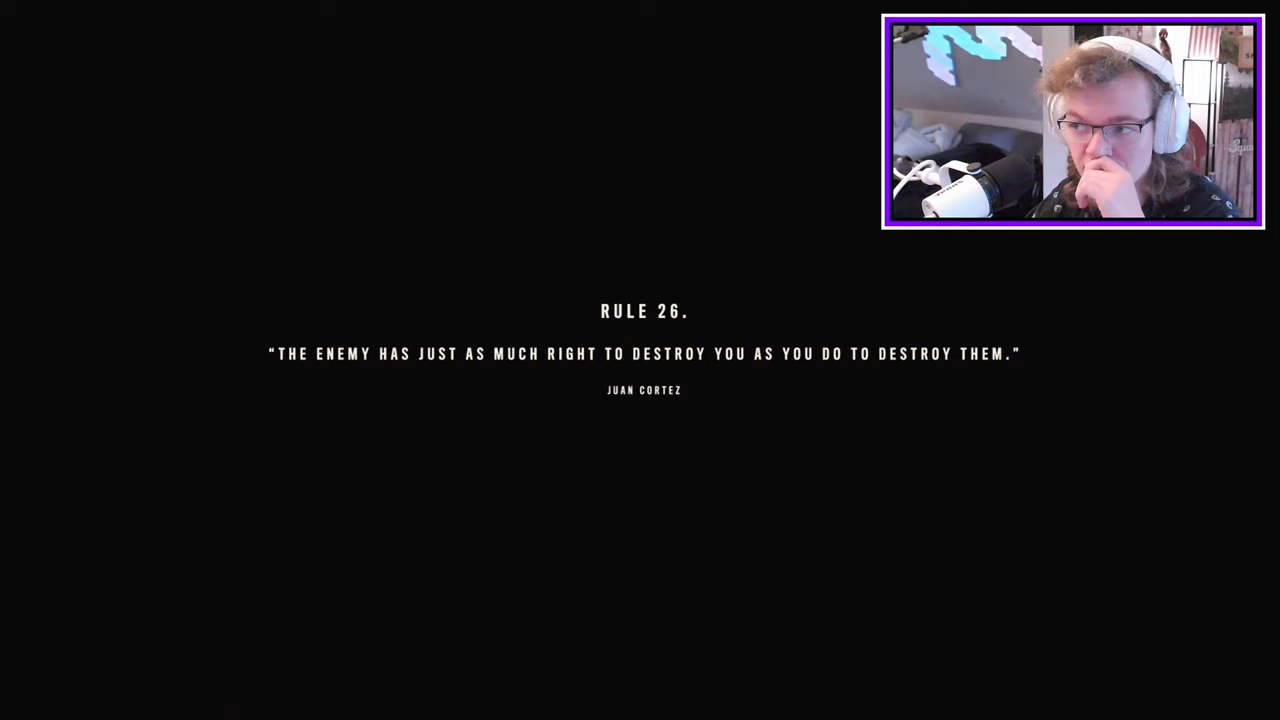 RULE 26.
“THE ENEMY HAS JUST AS MUCH RIGHT TO DESTROY YOU AS YOU DO TO DESTROY THEM.”
JUAN CORTEZ